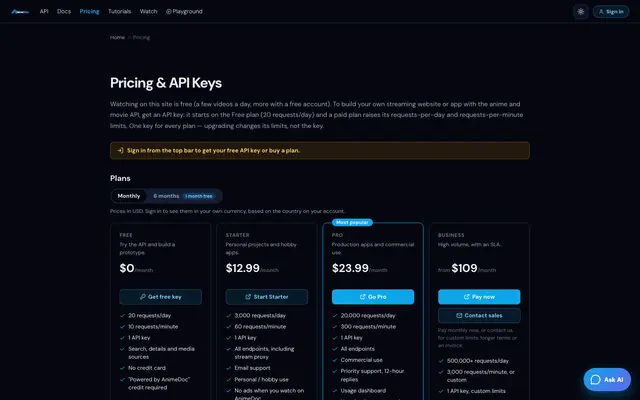 API Docs Pricing Tutorials Watch Playground Sign in
Home › Pricing
Pricing & API Keys
Watching on this site is free (a few videos a day, more with a free account). To build your own streaming website or app with the anime and
movie API, get an API key: it starts on the Free plan (20 requests/day) and a paid plan raises its requests-per-day and requests-per-minute
limits. One key for every plan — upgrading changes its limits, not the key.
Sign in from the top bar to get your free API key or buy a plan.
Plans
Monthly 6 months 1 month free
Prices in USD. Sign in to see them in your own currency, based on the country on your account.
FREE
Try the API and build a
prototype.
$0/month
Get free key
20 requests/day
10 requests/minute
1 API key
Search, details and media
sources
No credit card
"Powered by AnimeDoc"
credit required
STARTER
Personal projects and hobby
apps.
$12.99/month
Start Starter
3,000 requests/day
60 requests/minute
1 API key
All endpoints, including
stream proxy
Email support
Personal / hobby use
No ads when you watch on
AnimeDoc
Most popular
PRO
Production apps and commercial
use.
$23.99/month
Go Pro
20,000 requests/day
300 requests/minute
1 API key
All endpoints
Commercial use
Priority support, 12-hour
replies
Usage dashboard
BUSINESS
High volume, with an SLA.
from $109/month
Pay now
Contact sales
Pay monthly now, or contact us
for custom limits, longer terms or
an invoice.
500,000+ requests/day
3,000 requests/minute, or
custom
1 API key, custom limits
Ask AI